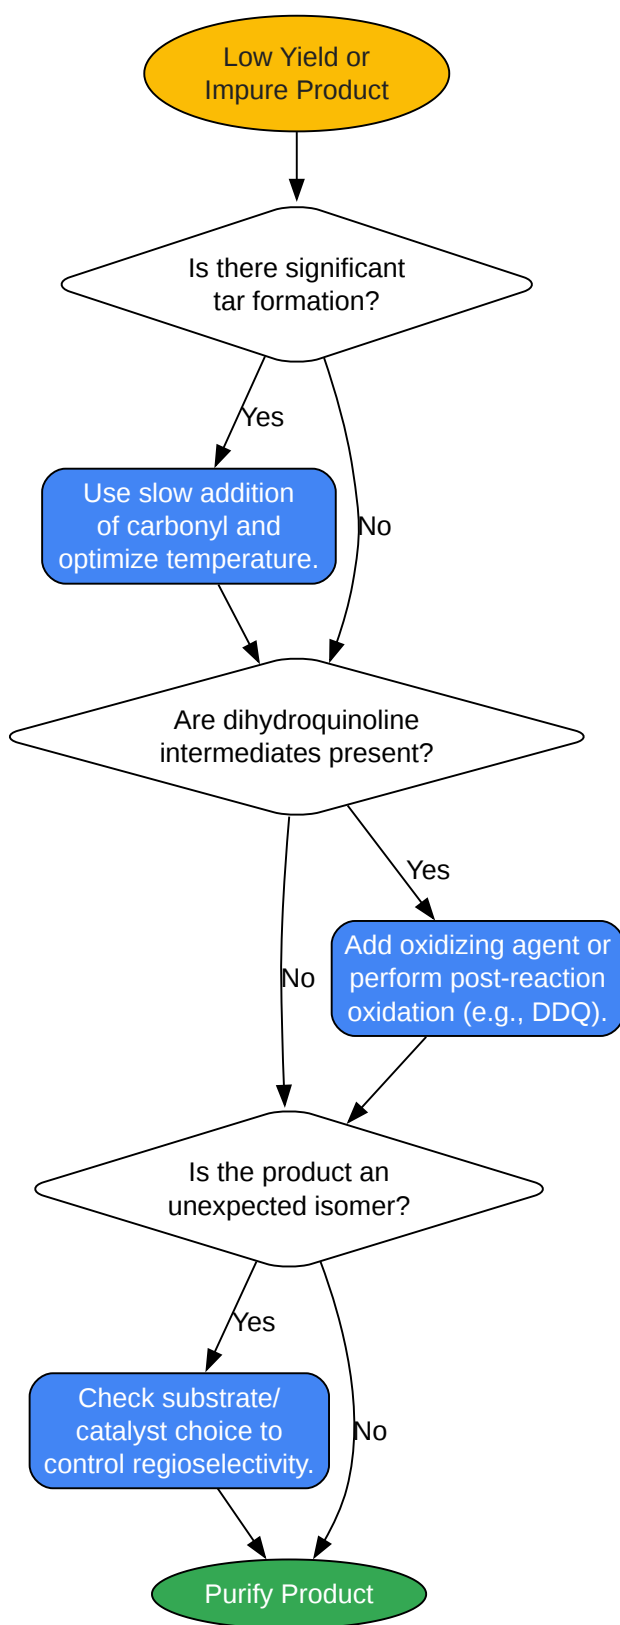 Low Yield or
Impure Product
Is there significant
tar formation?
Yes
Use slow addition
of carbonyl and
optimize temperature.
No
Are dihydroquinoline
intermediates present?
Yes
Add oxidizing agent or
perform post-reaction
oxidation (e.g., DDQ).
No
Is the product an
unexpected isomer?
Yes
Check substrate/
catalyst choice to
control regioselectivity.
No
Purify Product